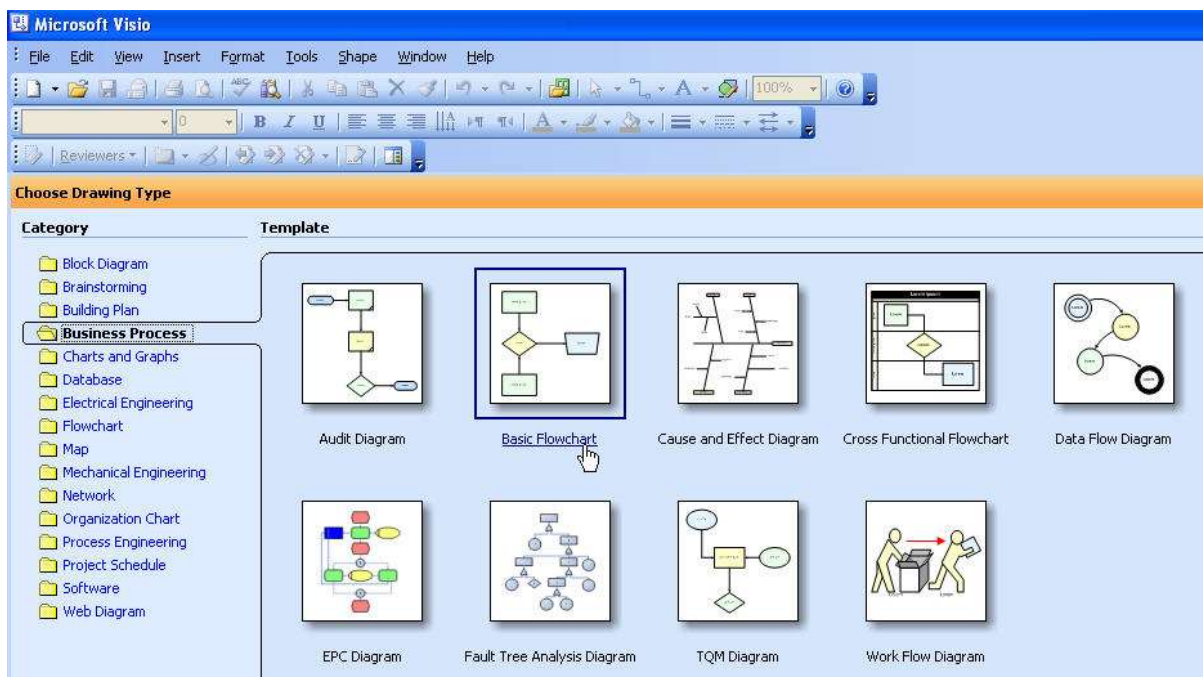 Microsoft Visio
File Edit View Insert Format Tools Shape Window Help
ABC A 100%
0 B I U A A
Reviewers
Choose Drawing Type
Category Template
Block Diagram
Brainstorming
Building Plan
Business Process
Charts and Graphs
Database
Electrical Engineering
Flowchart
Map
Mechanical Engineering
Network
Organization Chart
Process Engineering
Project Schedule
Software
Web Diagram
Audit Diagram Basic Flowchart Cause and Effect Diagram Cross Functional Flowchart Data Flow Diagram
EPC Diagram Fault Tree Analysis Diagram TQM Diagram Work Flow Diagram